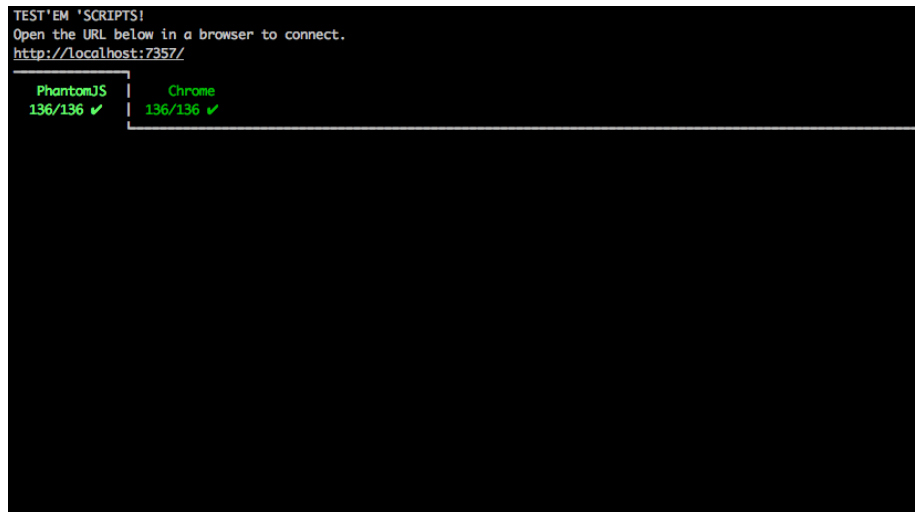 TEST'EM 'SCRIPTS!
Open the URL below in a browser to connect.
http://localhost:7357/
PhantomJS Chrome
136/136 ✔ 136/136 ✔